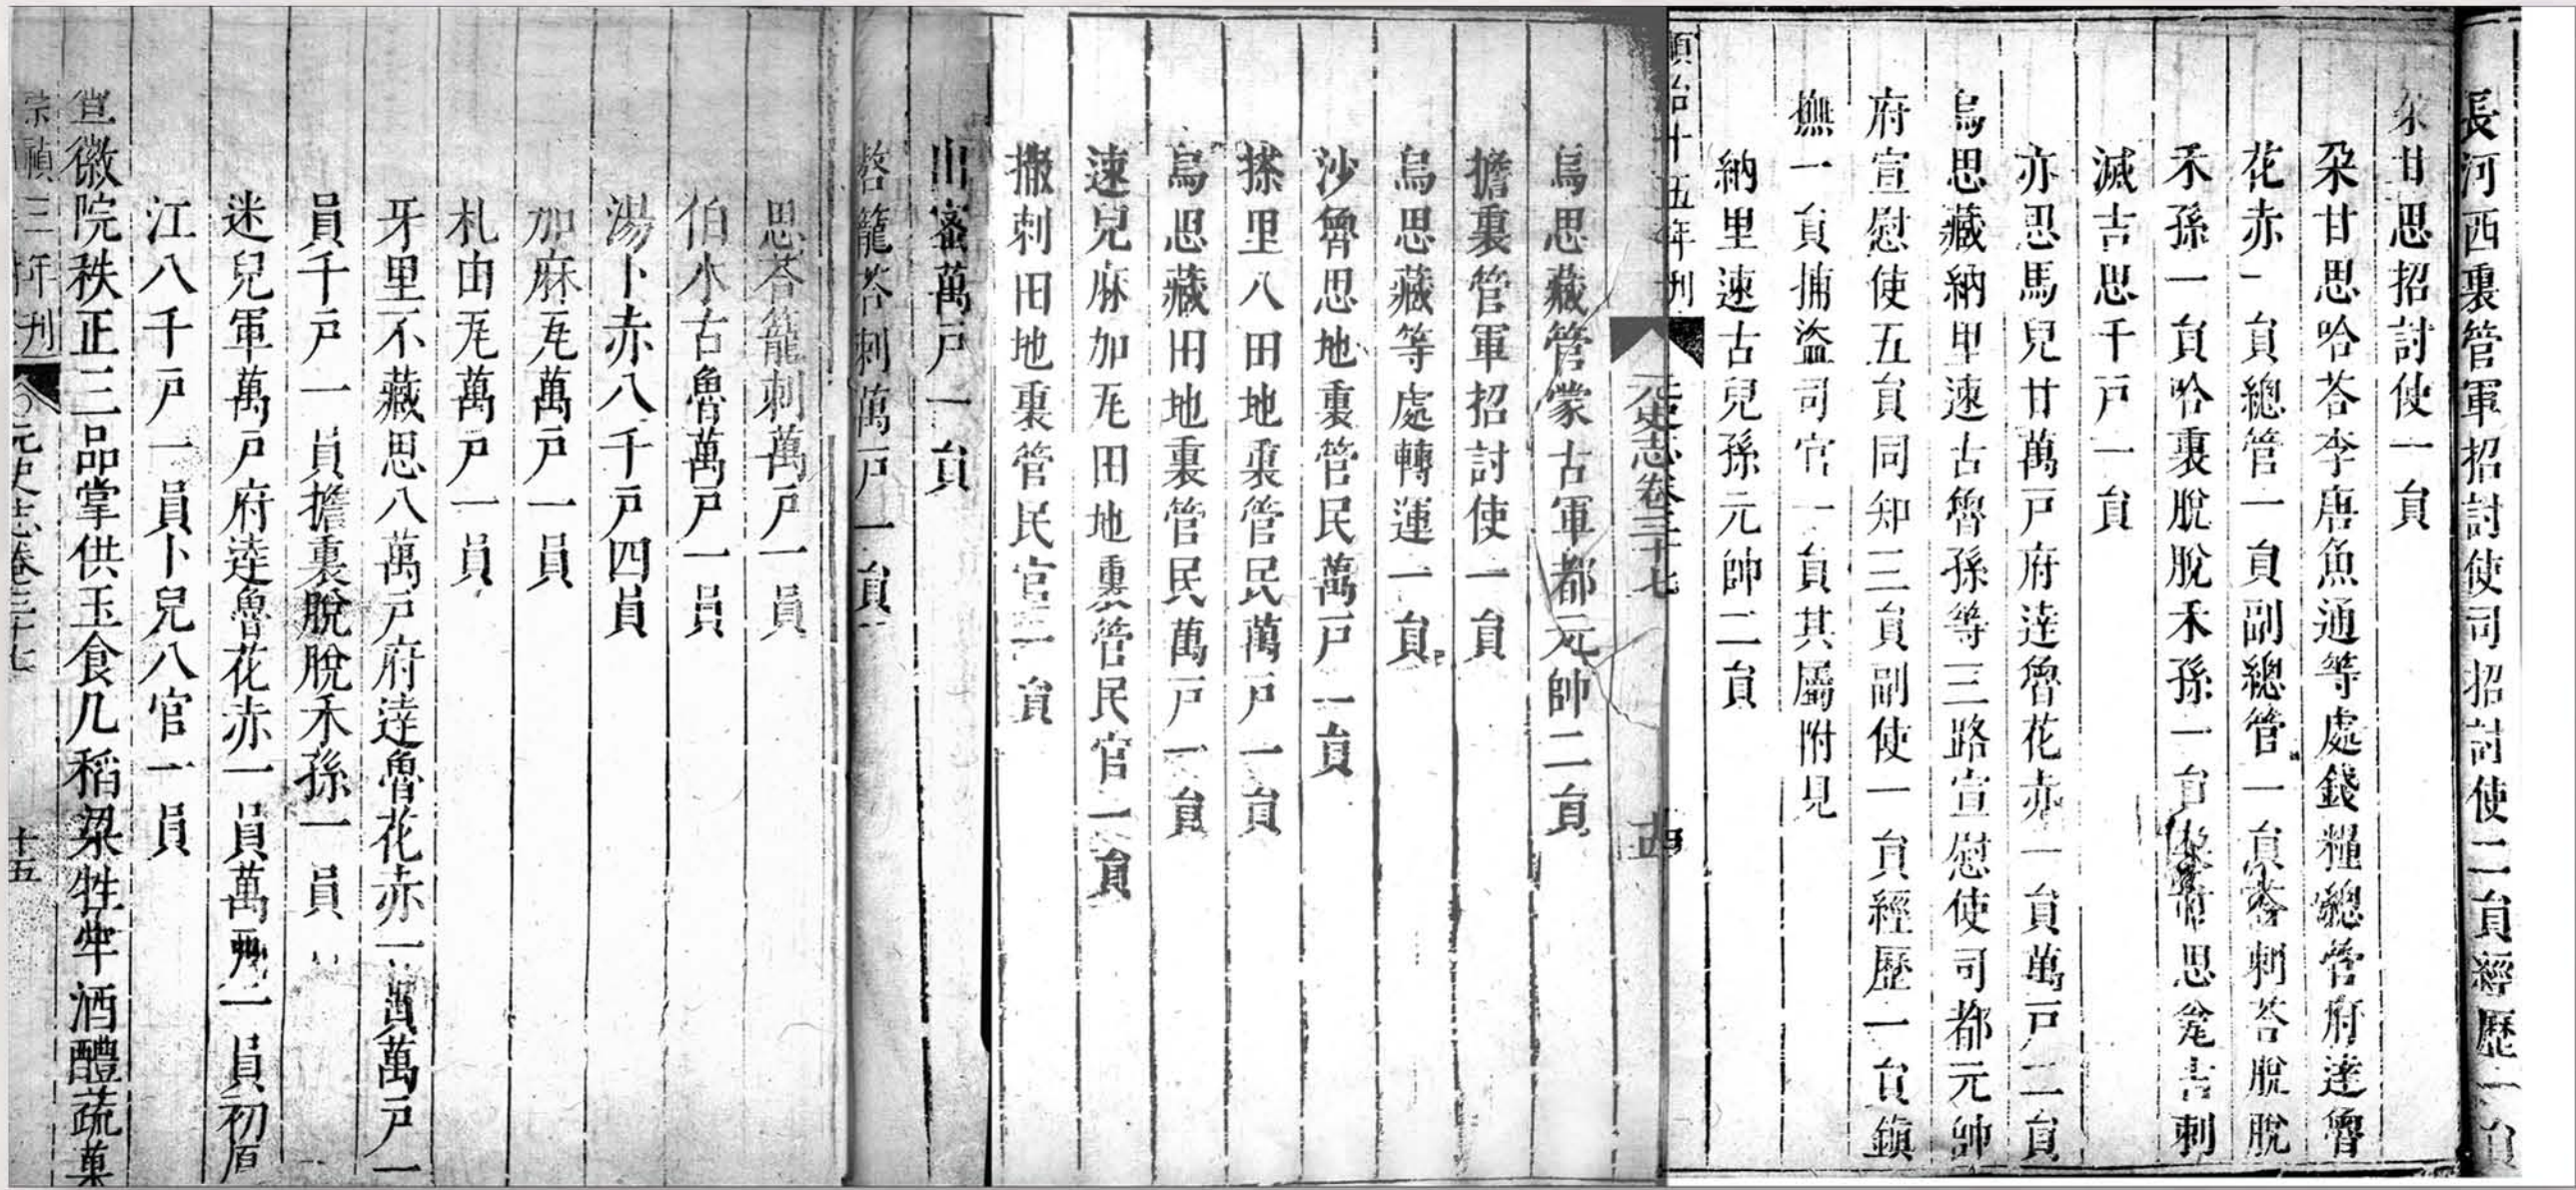 長河西裏管軍招討使司招討使二員經歷一員
朶甘思招討使一員
朶甘思哈荅李唐魚通等處錢糧總管府達魯
花赤一員總管一員副總管一員荅剌荅脫脫
禾孫一員哈裏脫脫禾孫一員 思 吉剌
滅吉思千戶一員
亦思馬兒甘萬戶府達魯花赤一員萬戶二員
烏思藏納里速古魯孫等三路宣慰使司都元帥
府宣慰使五員同知三員副使一員經歷一員鎮
撫一員捕盜司官一員其屬附見
納里速古兒孫元帥二員
順治十五年刊 元史志卷三十七
烏思藏管蒙古軍都元帥二員
擔裏管軍招討使一員
烏思藏等處轉運一員
沙魯思地裏管民萬戶一員
搽里八田地裏管民萬戶一員
烏思藏田地裏管民萬戶一員
速兒麻加瓦田地裏管民官一員
撒剌田地裏管民官一員
出蜜萬戶一員
嗸籠荅剌萬戶一員
思荅籠剌萬戶一員
伯木古魯萬戶一員
湯卜赤八千戶四員
加麻瓦萬戶一員
札由瓦萬戶一員
牙里不藏思八萬戶府達魯花赤一員萬戶一
員千戶一員擔裏脫脫禾孫一員
迷兒軍萬戶府達魯花赤一員萬戶一員初厚
江八千戶一員卜兒八官一員
宣徽院秩正三品掌供玉食凡稻粱牲牢酒醴蔬菓
崇禎三年刊 元史志卷三十七 十五